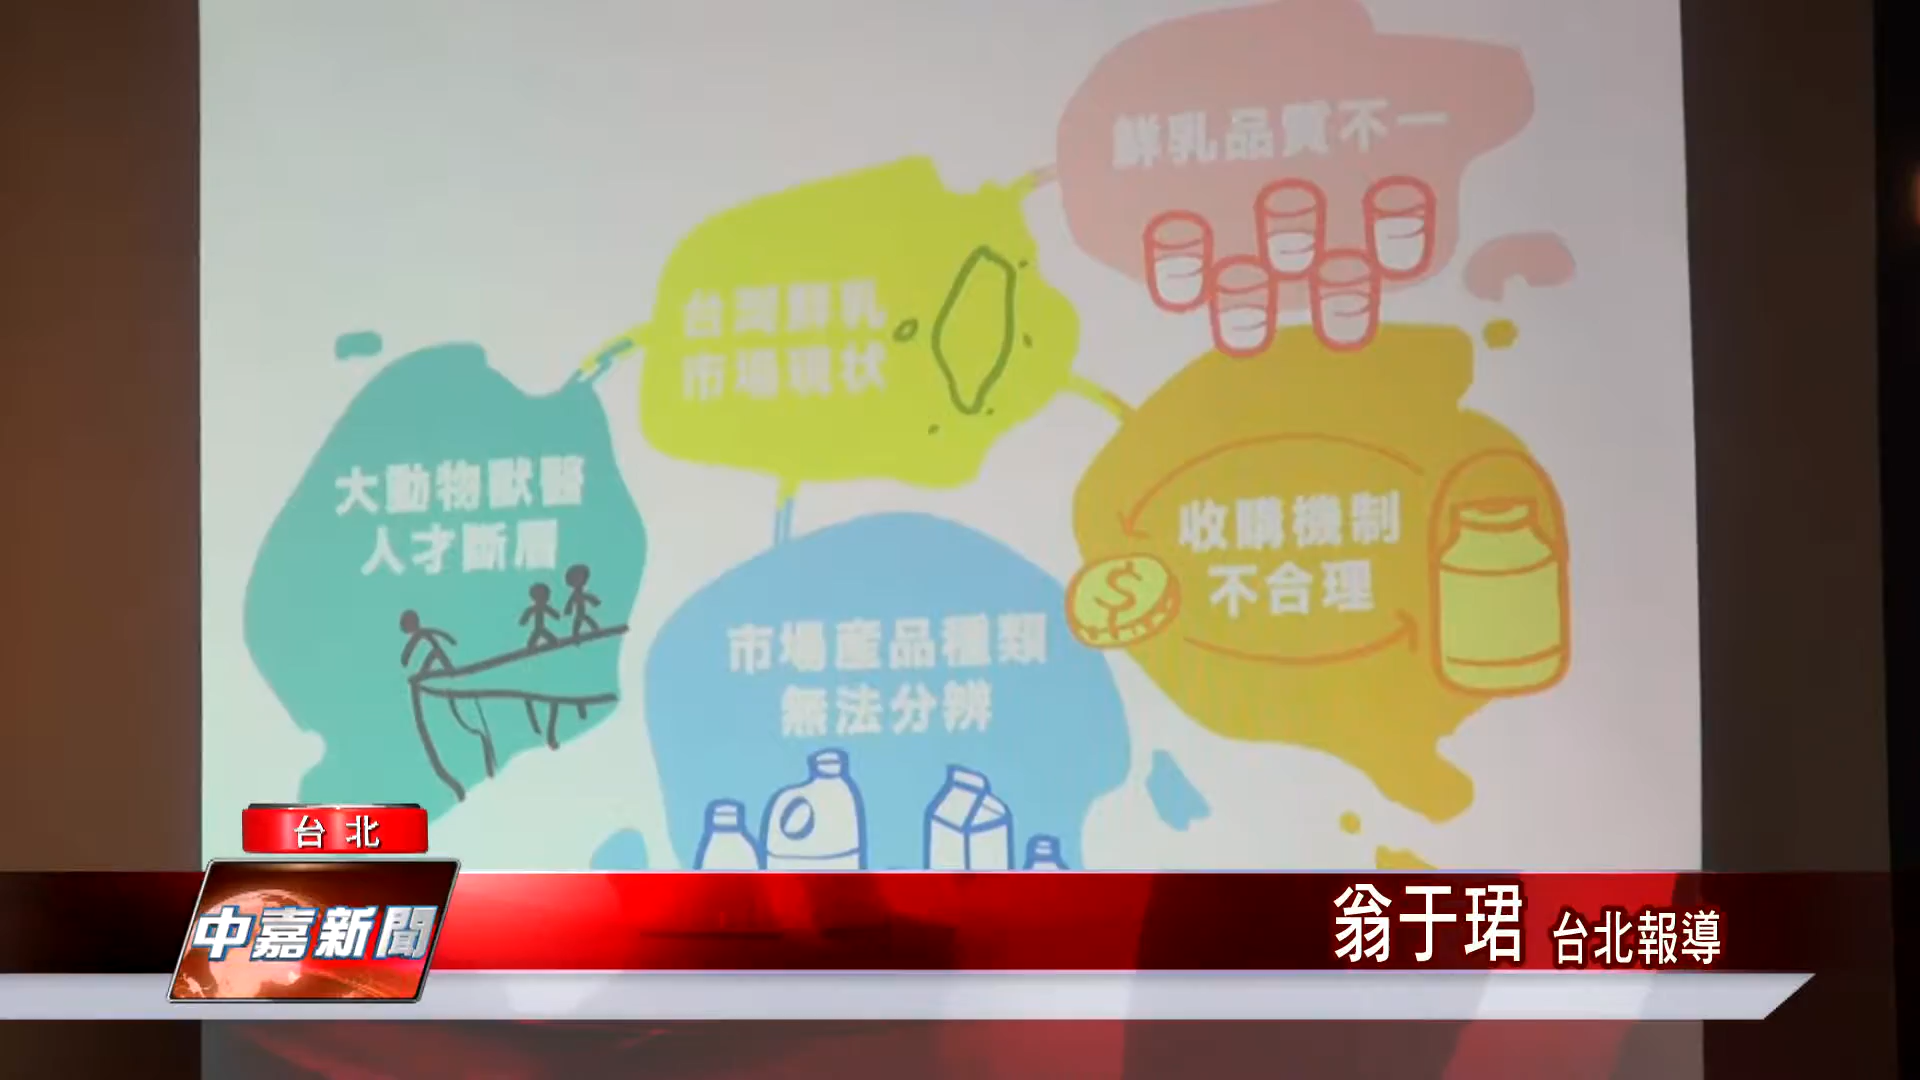 鮮乳品質不一
台灣鮮乳
市場現狀
大動物獸醫
人才斷層
收購機制
不合理
市場產品種類
無法分辨
台北
中嘉新聞
翁于珺 台北報導